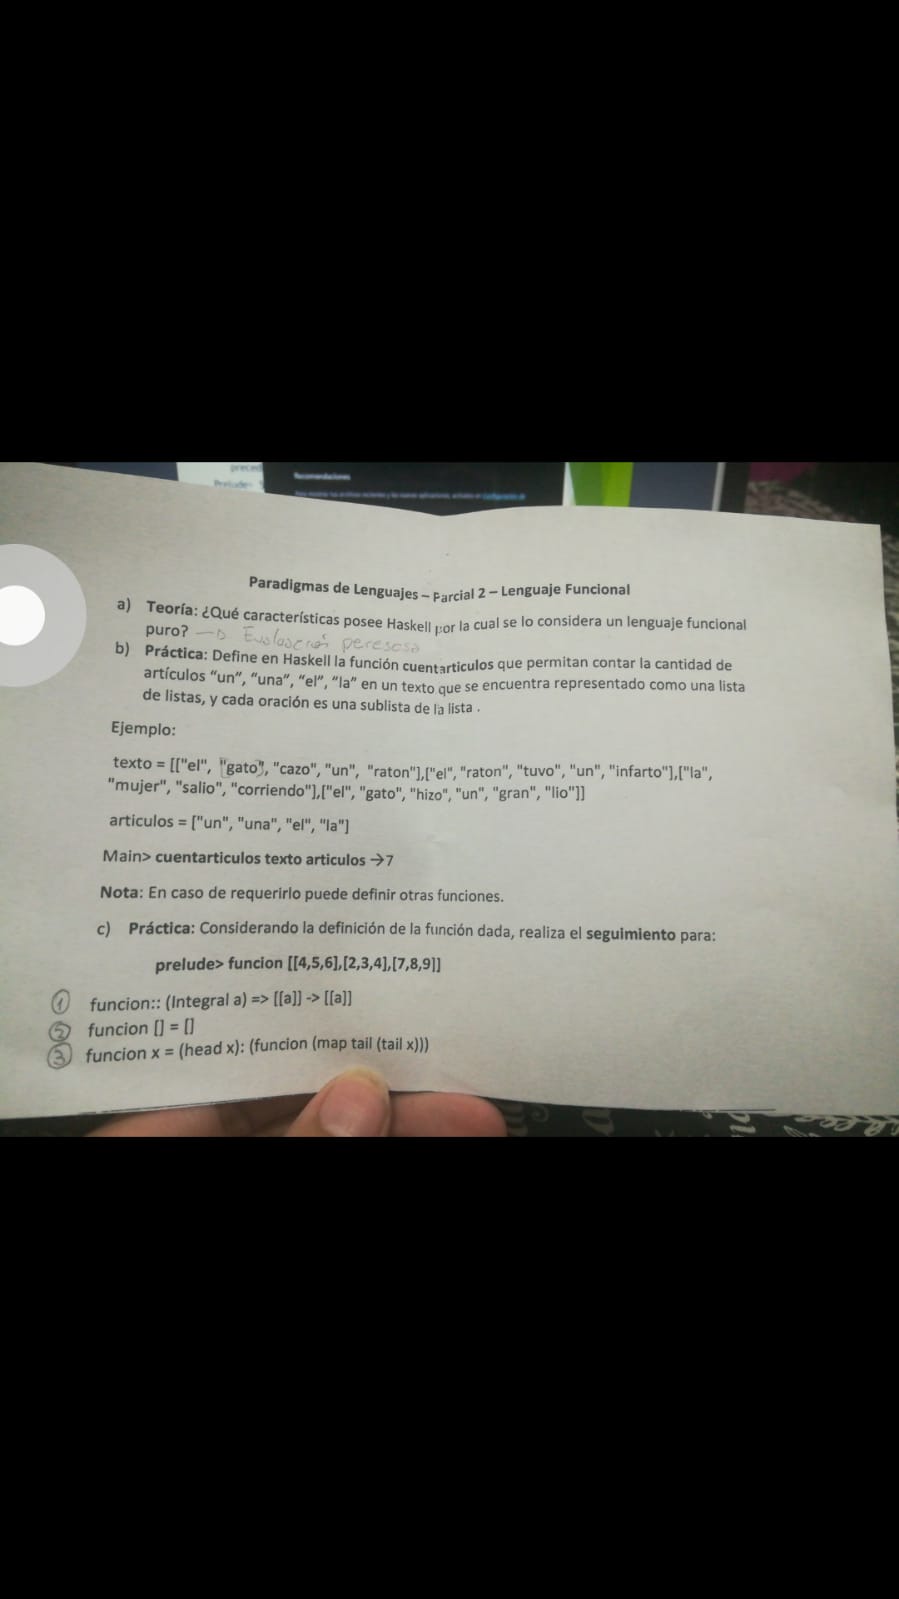 preced
Prelude>
Recomendaciones
Paradigmas de Lenguajes – Parcial 2 – Lenguaje Funcional
a) Teoría: ¿Qué características posee Haskell por la cual se lo considera un lenguaje funcional
puro? → Evaluación peresosa
b) Práctica: Define en Haskell la función cuentarticulos que permitan contar la cantidad de
artículos “un”, “una”, “el”, “la” en un texto que se encuentra representado como una lista
de listas, y cada oración es una sublista de la lista .
Ejemplo:
texto = [["el", "gato", "cazo", "un", "raton"],["el", "raton", "tuvo", "un", "infarto"],["la",
"mujer", "salio", "corriendo"],["el", "gato", "hizo", "un", "gran", "lio"]]
articulos = ["un", "una", "el", "la"]
Main> cuentarticulos texto articulos →7
Nota: En caso de requerirlo puede definir otras funciones.
c) Práctica: Considerando la definición de la función dada, realiza el seguimiento para:
prelude> funcion [[4,5,6],[2,3,4],[7,8,9]]
① funcion:: (Integral a) => [[a]] -> [[a]]
② funcion [] = []
③ funcion x = (head x): (funcion (map tail (tail x)))